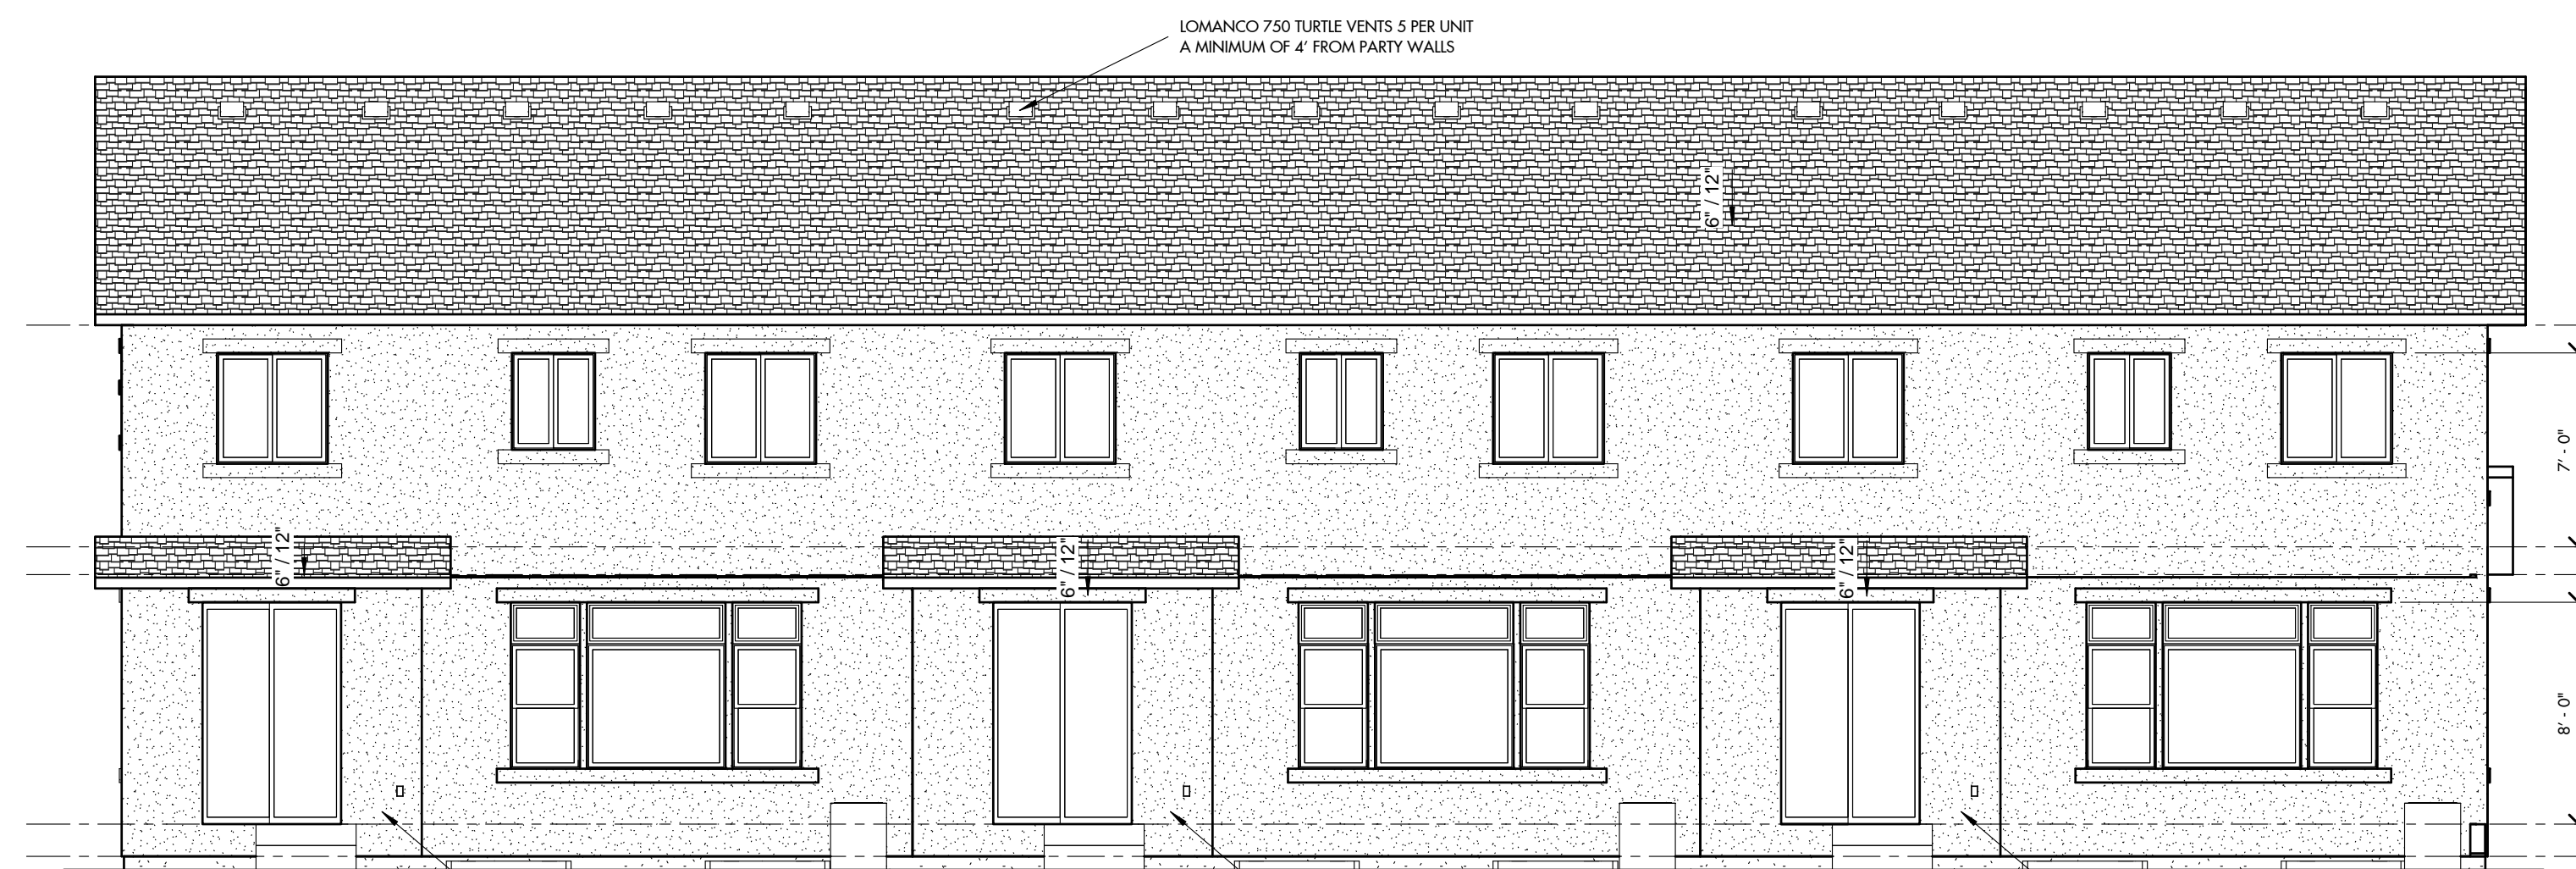 LOMANCO 750 TURTLE VENTS 5 PER UNIT
A MINIMUM OF 4' FROM PARTY WALLS
6" / 12"
7' - 0"
6" / 12"
6" / 12"
6" / 12"
8' - 0"